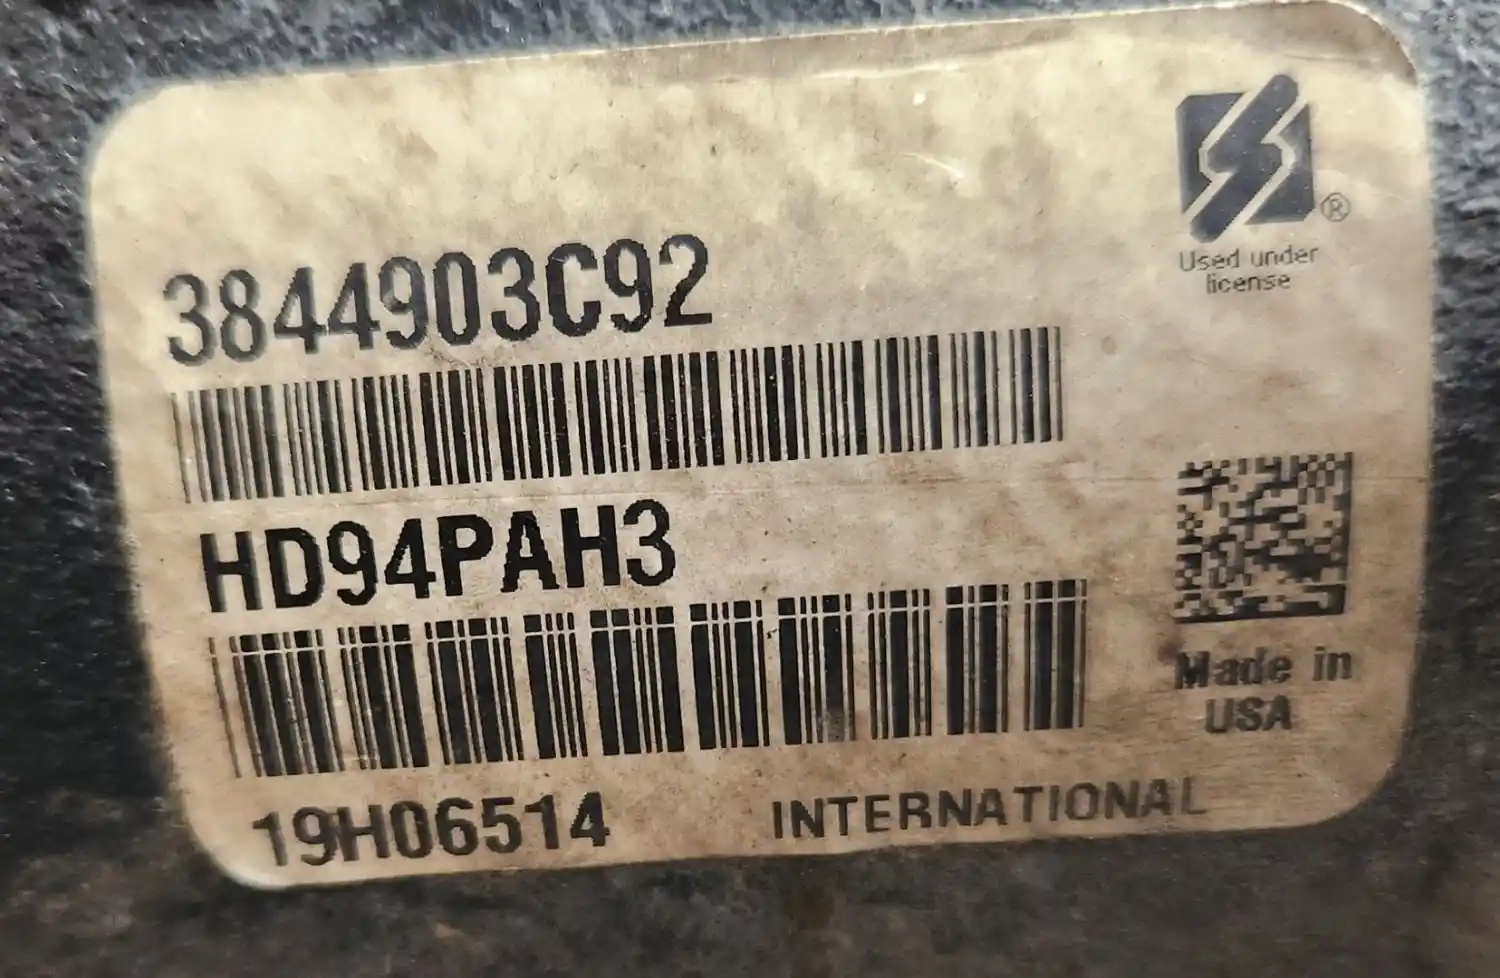 ®
Used under
license
3844903C92
HD94PAH3
Made in
USA
19H06514
INTERNATIONAL